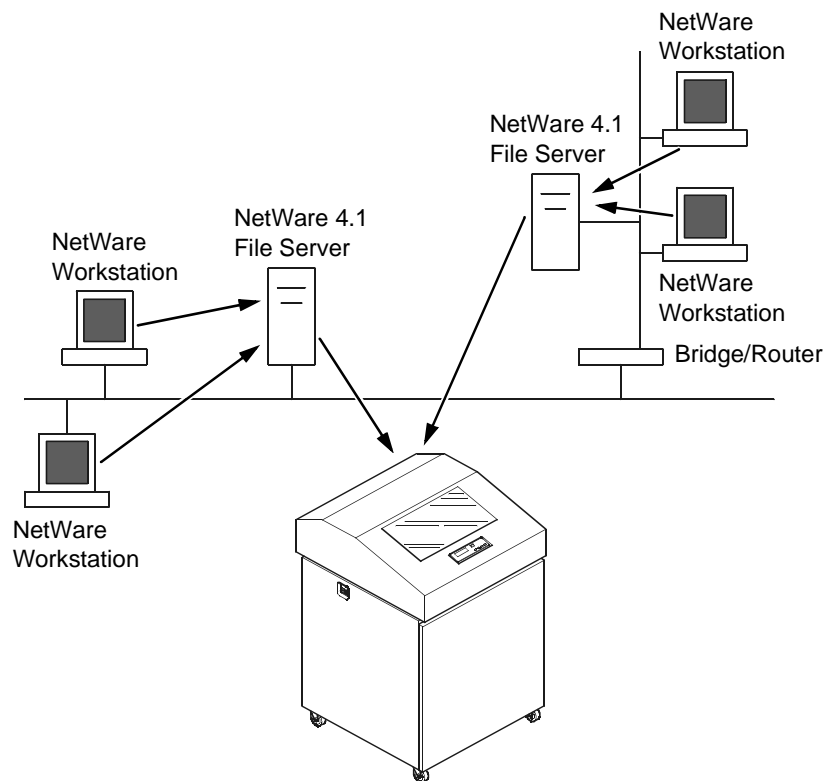 NetWare
Workstation
NetWare 4.1
File Server
NetWare 4.1
File Server
NetWare
Workstation
NetWare
Workstation
Bridge/Router
NetWare
Workstation